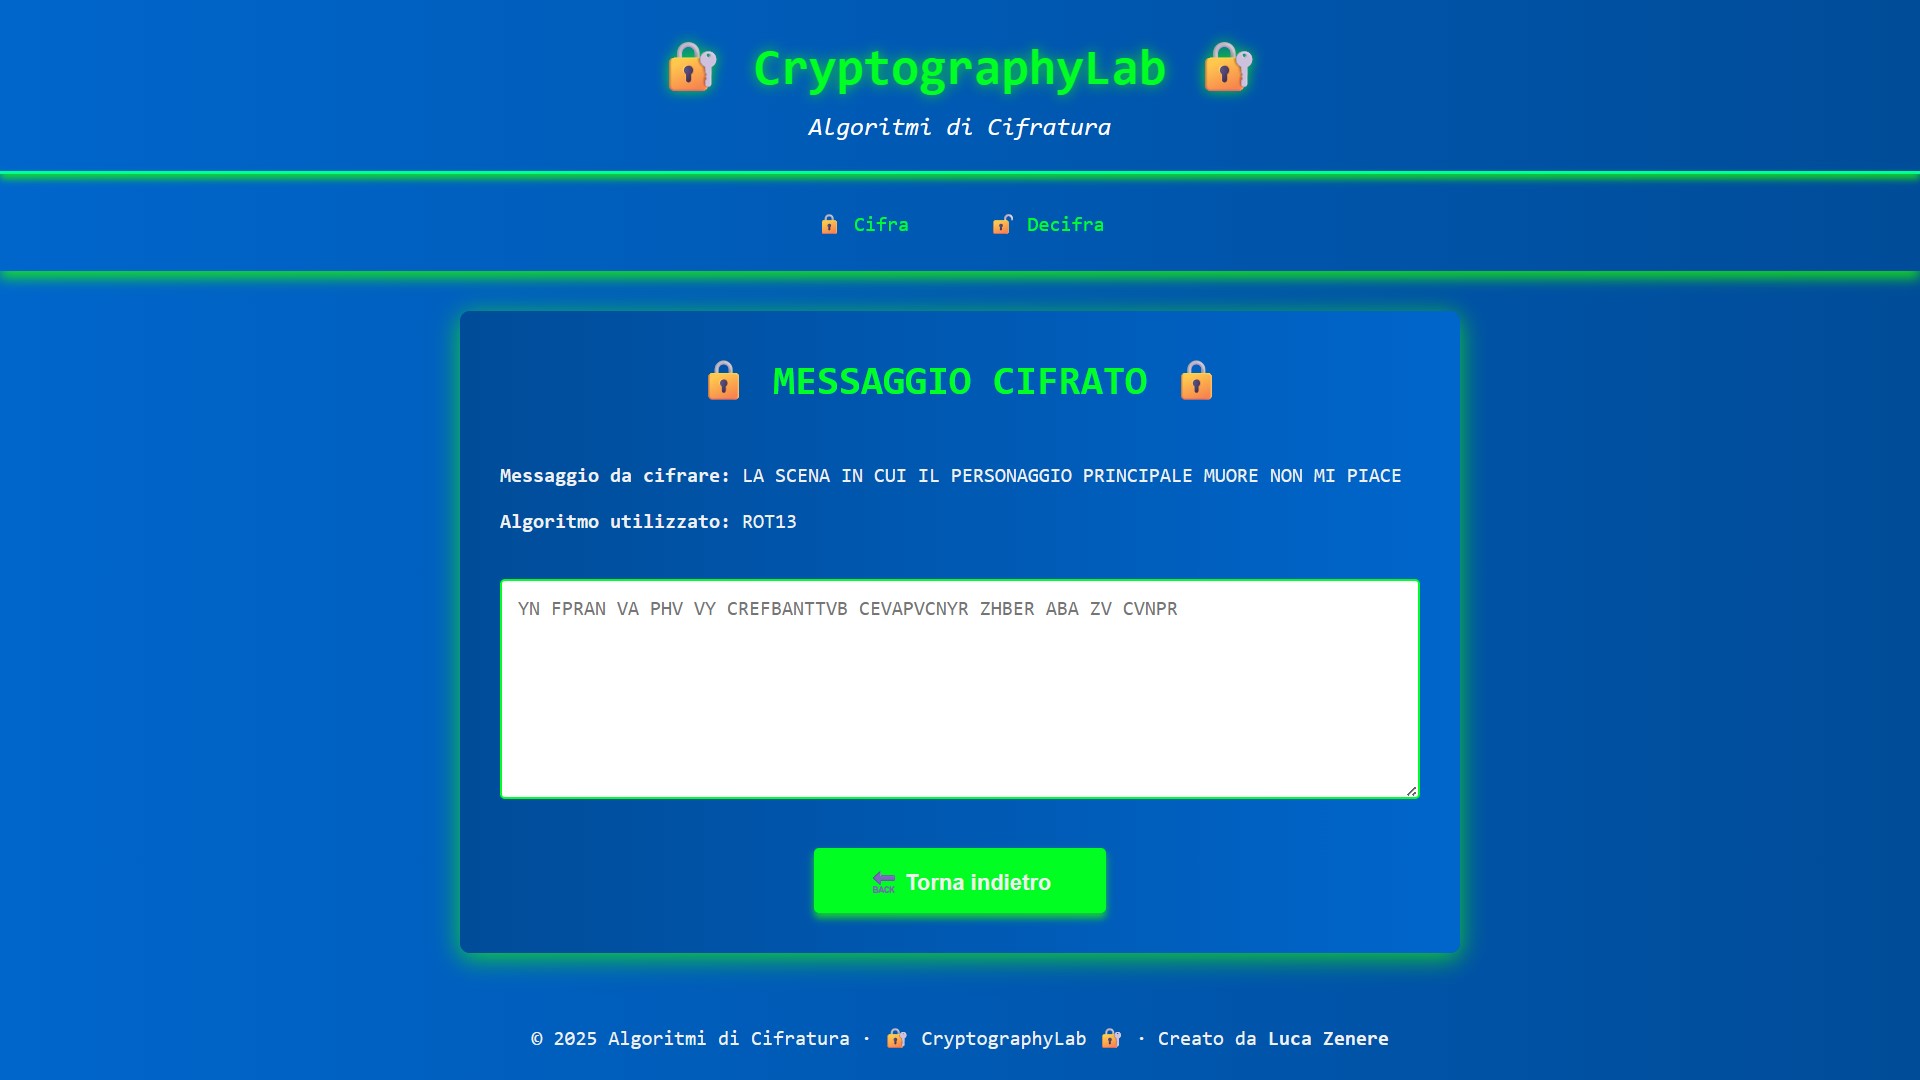 CryptographyLab
Algoritmi di Cifratura
Cifra
Decifra
MESSAGGIO CIFRATO
Messaggio da cifrare: LA SCENA IN CUI IL PERSONAGGIO PRINCIPALE MUORE NON MI PIACE
Algoritmo utilizzato: ROT13
YN FPRAN VA PHV VY CREFBANTTVB CEVAPVCNYR ZHBER ABA ZV CVNPR
BACK Torna indietro
© 2025 Algoritmi di Cifratura · CryptographyLab · Creato da Luca Zenere